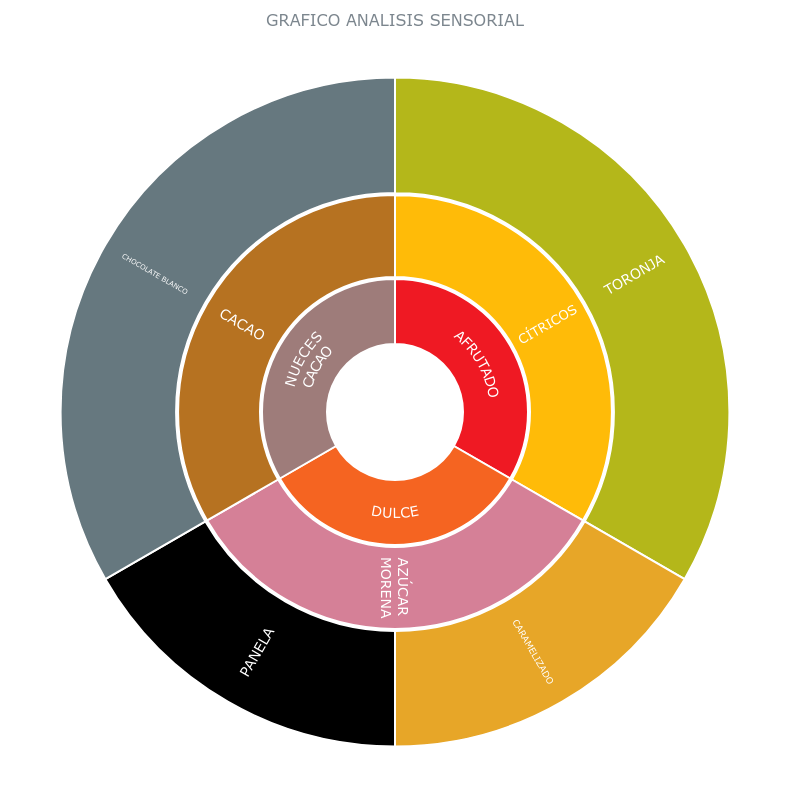 GRAFICO ANALISIS SENSORIAL
AFRUTADO
CÍTRICOS
TORONJA
DULCE
AZÚCAR
MORENA
CARAMELIZADO
PANELA
NUECES
CACAO
CACAO
CHOCOLATE BLANCO